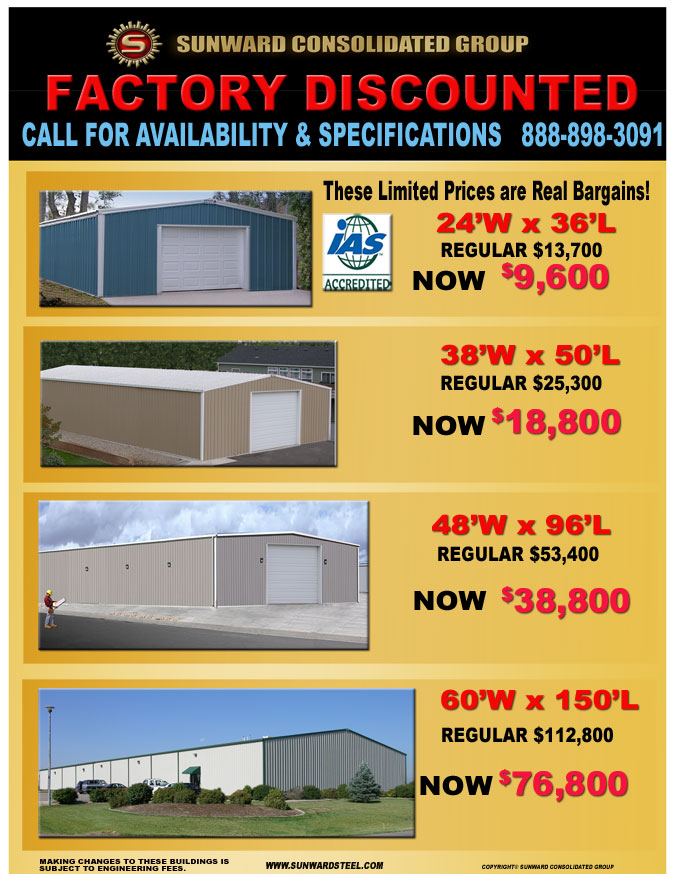 S
SUNWARD CONSOLIDATED GROUP
FACTORY DISCOUNTED
CALL FOR AVAILABILITY & SPECIFICATIONS 888-898-3091
These Limited Prices are Real Bargains!
IAS
ACCREDITED
24'W x 36'L
REGULAR $13,700
NOW $9,600
38'W x 50'L
REGULAR $25,300
NOW $18,800
48'W x 96'L
REGULAR $53,400
NOW $38,800
60'W x 150'L
REGULAR $112,800
NOW $76,800
MAKING CHANGES TO THESE BUILDINGS IS
SUBJECT TO ENGINEERING FEES.
WWW.SUNWARDSTEEL.COM
COPYRIGHT© SUNWARD CONSOLIDATED GROUP